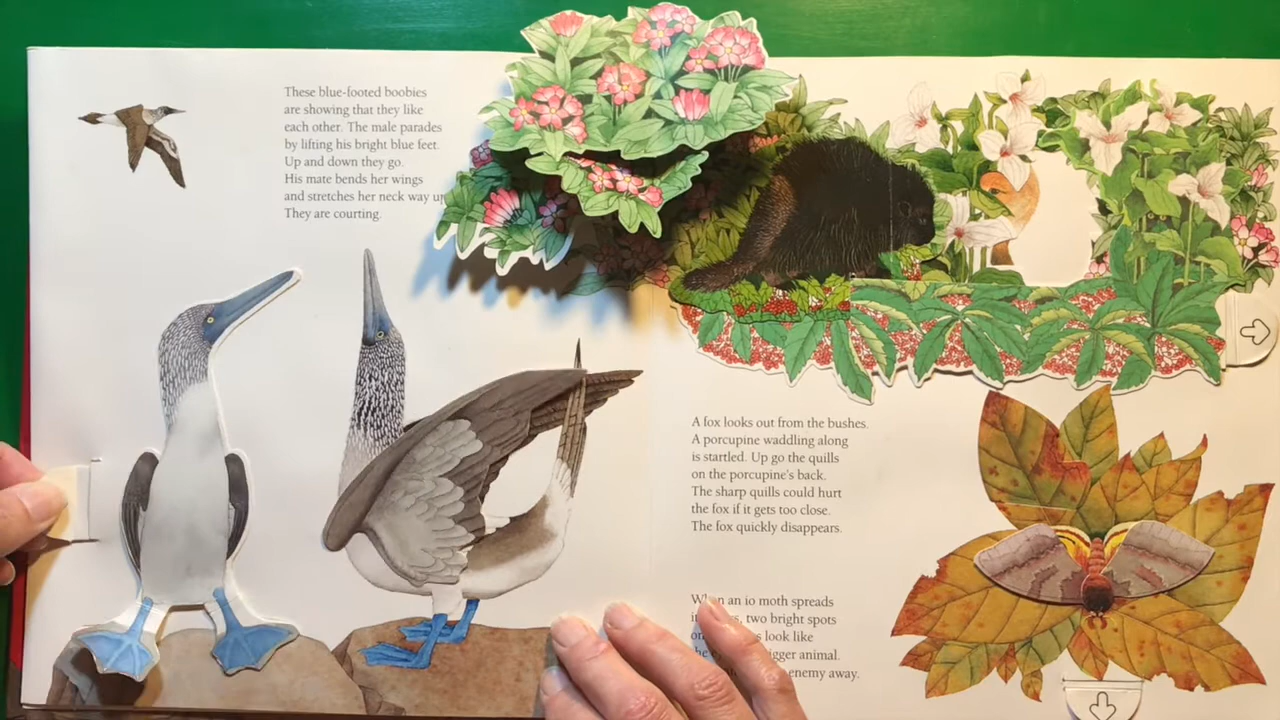 These blue-footed boobies
are showing that they like
each other. The male parades
by lifting his bright blue feet.
Up and down they go.
His mate bends her wings
and stretches her neck way
They are courting.
A fox looks out from the bushes.
A porcupine waddling along
is startled. Up go the quills
on the porcupine's back.
The sharp quills could hurt
the fox if it gets too close.
The fox quickly disappears.
an io moth spreads
two bright spots
look like
animal.
enemy away.